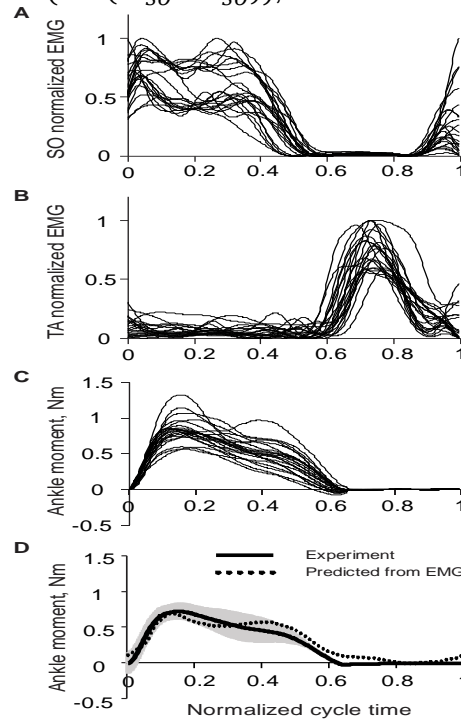 A
SO normalized EMG
1
0.5
0
0 0.2 0.4 0.6 0.8 1
B
TA normalized EMG
1
0.5
0
0 0.2 0.4 0.6 0.8 1
C
Ankle moment, Nm
1.5
1
0.5
0
-0.5
0 0.2 0.4 0.6 0.8 1
D
Ankle moment, Nm
1.5
1
0.5
0
-0.5
Experiment
Predicted from EMG
0 0.2 0.4 0.6 0.8 1
Normalized cycle time